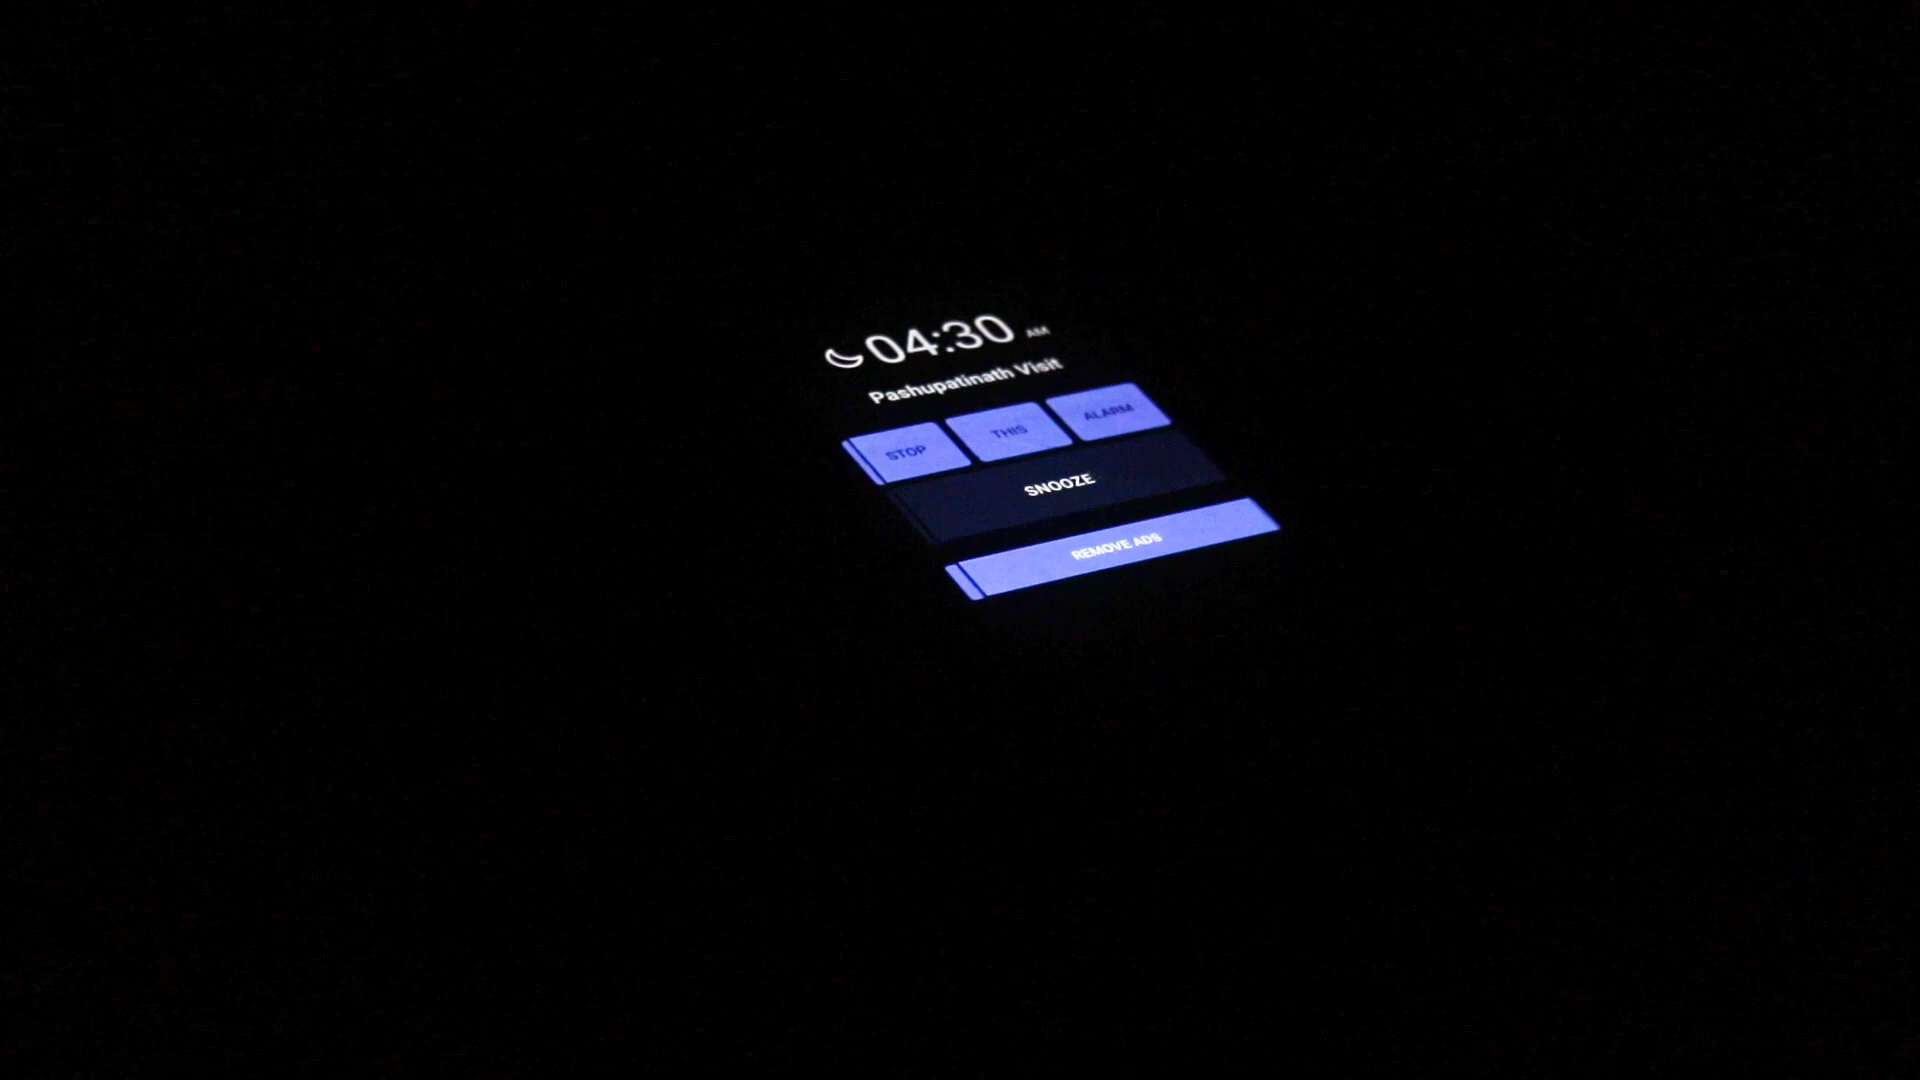 04:30 AM
Pashupatinath Visit
STOP THIS ALARM
SNOOZE
REMOVE ADS